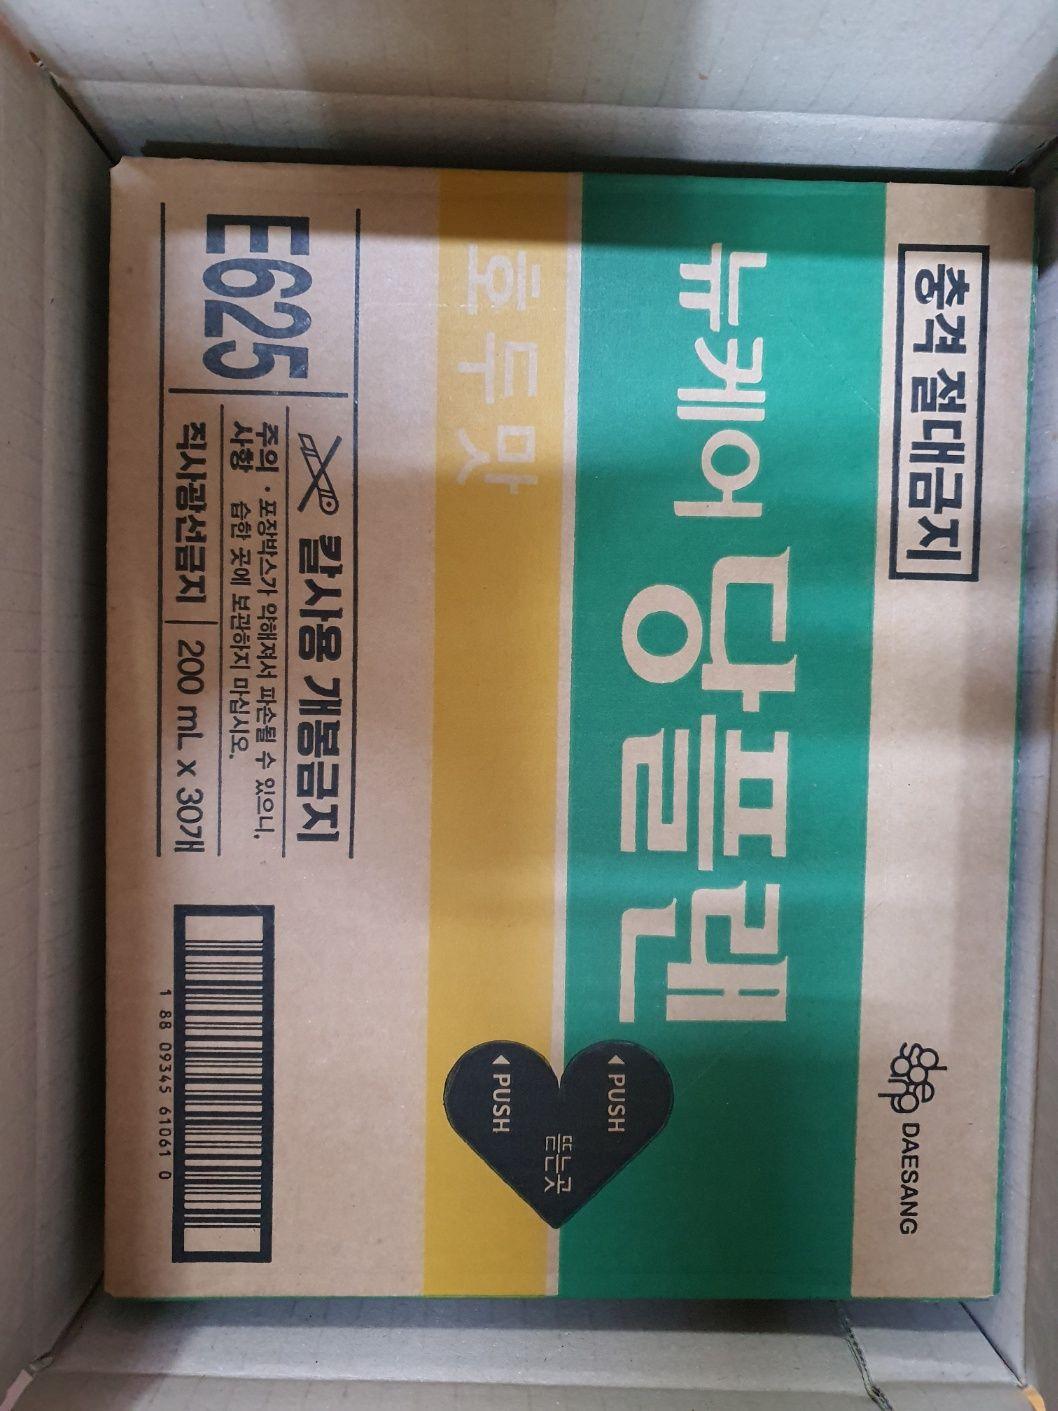 충격 절대금지
daesang DAESANG
뉴케어 당플랜
호두맛
PUSH
뜯는곳
PUSH
E625
칼사용 개봉금지
주의사항 · 포장박스가 약해져서 파손될 수 있으니,
습한 곳에 보관하지 마십시오.
직사광선금지 200 mL x 30개
1 88 09345 61061 0